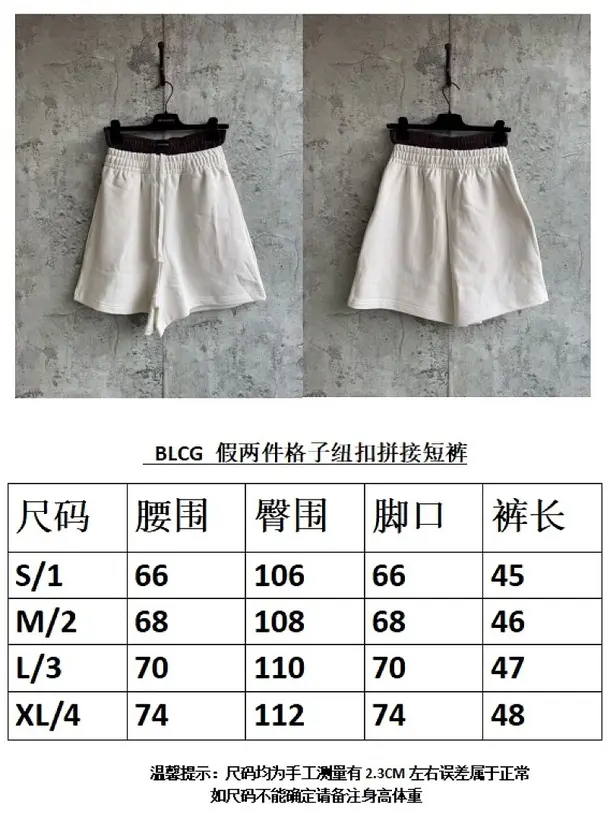 BLCG 假两件格子纽扣拼接短裤
尺码 腰围 臀围 脚口 裤长
S/1 66 106 66 45
M/2 68 108 68 46
L/3 70 110 70 47
XL/4 74 112 74 48
温馨提示：尺码均为手工测量有 2.3CM 左右误差属于正常
如尺码不能确定请备注身高体重